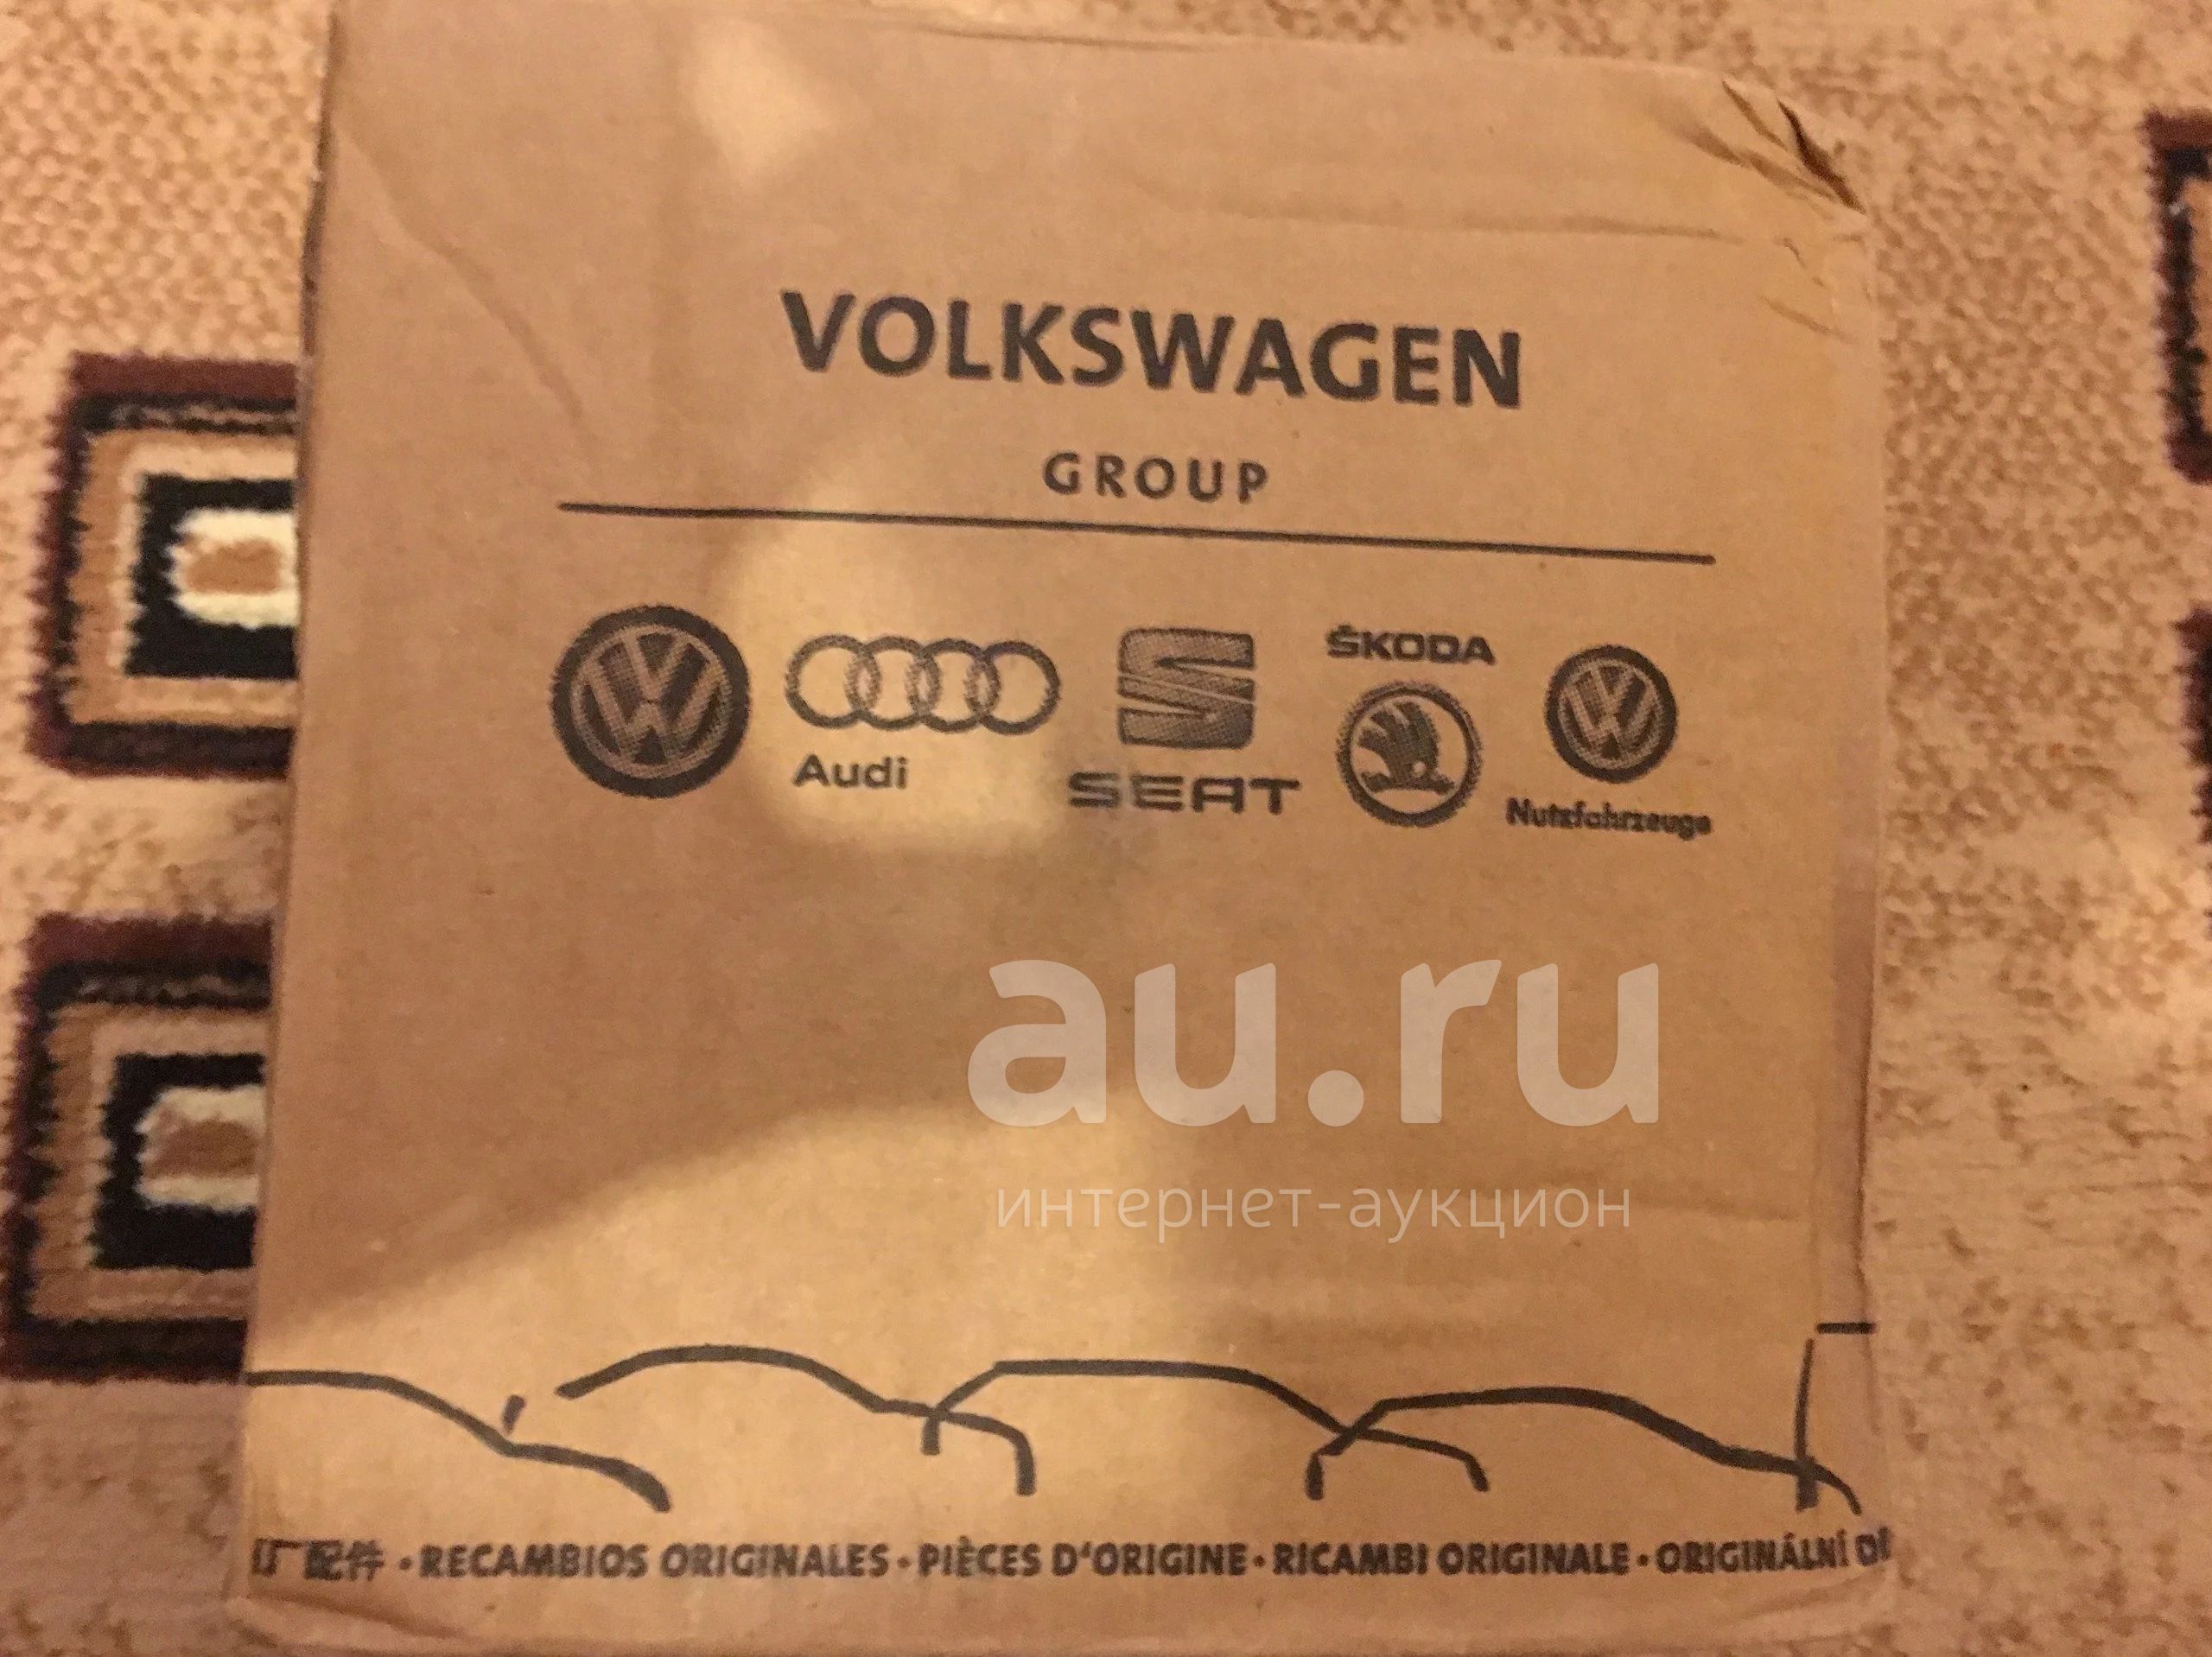 VOLKSWAGEN
GROUP
Audi
SEAT
ŠKODA
Nutzfahrzeuge
au.ru
интернет-аукцион
厂配件 · RECAMBIOS ORIGINALES · PIÈCES D'ORIGINE · RICAMBI ORIGINALE · ORIGINÁLNÍ